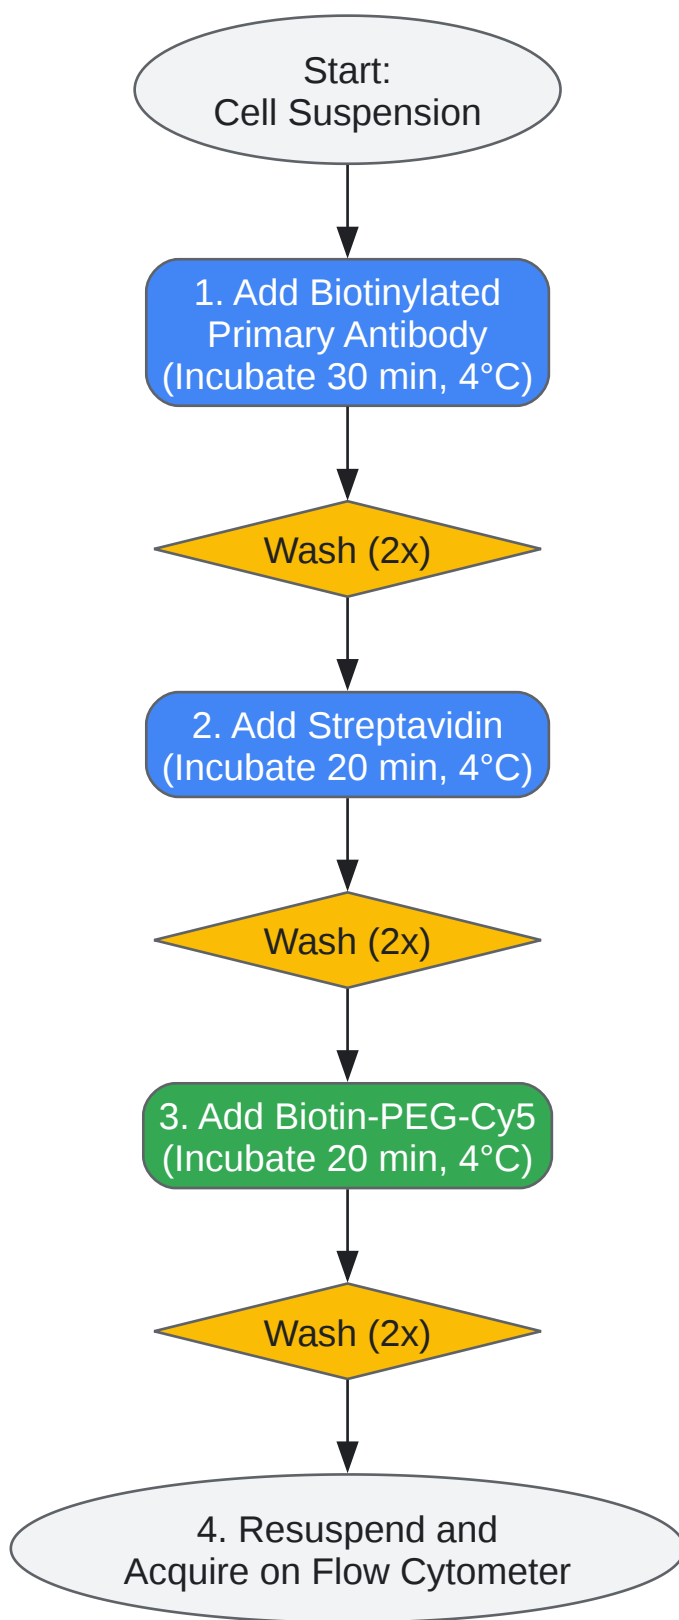 Start:
Cell Suspension
1. Add Biotinylated
Primary Antibody
(Incubate 30 min, 4°C)
Wash (2x)
2. Add Streptavidin
(Incubate 20 min, 4°C)
Wash (2x)
3. Add Biotin-PEG-Cy5
(Incubate 20 min, 4°C)
Wash (2x)
4. Resuspend and
Acquire on Flow Cytometer